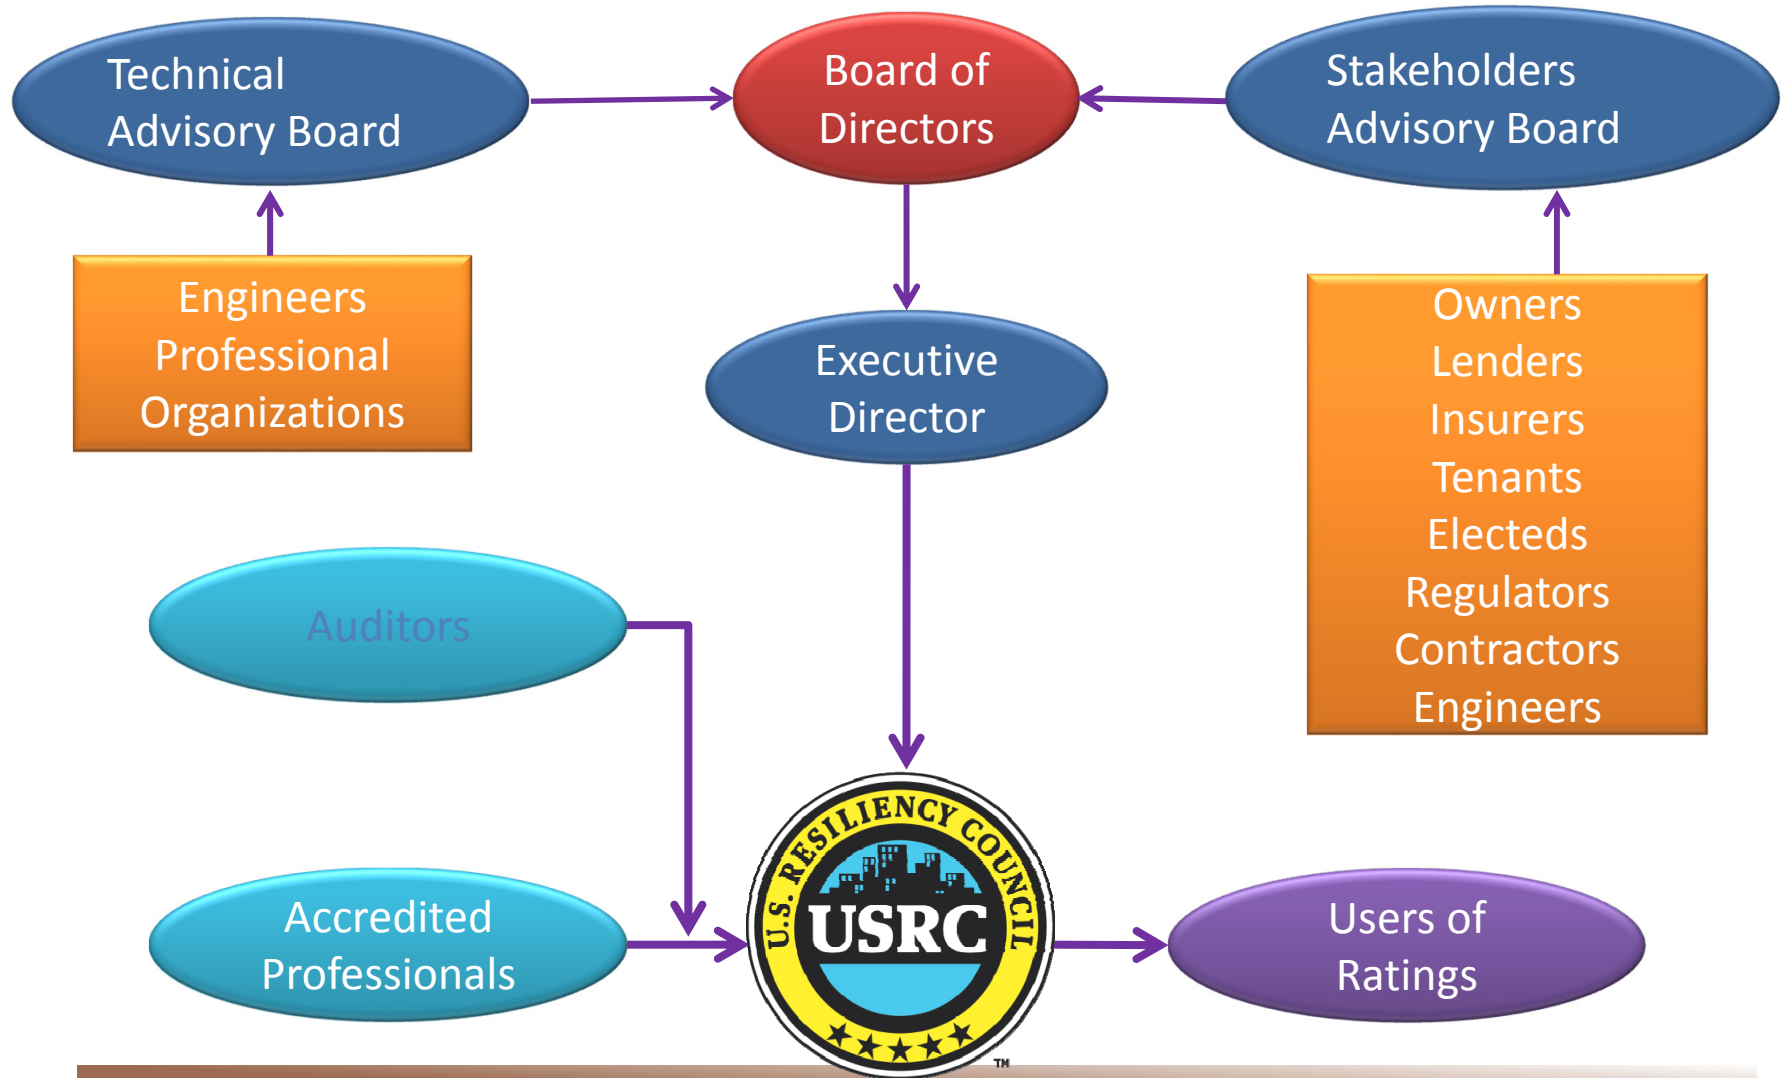 Technical
Advisory Board
Board of
Directors
Stakeholders
Advisory Board
Engineers
Professional
Organizations
Executive
Director
Owners
Lenders
Insurers
Tenants
Electeds
Regulators
Contractors
Engineers
Auditors
Accredited
Professionals
U.S. RESILIENCY COUNCIL
USRC
TM
Users of
Ratings